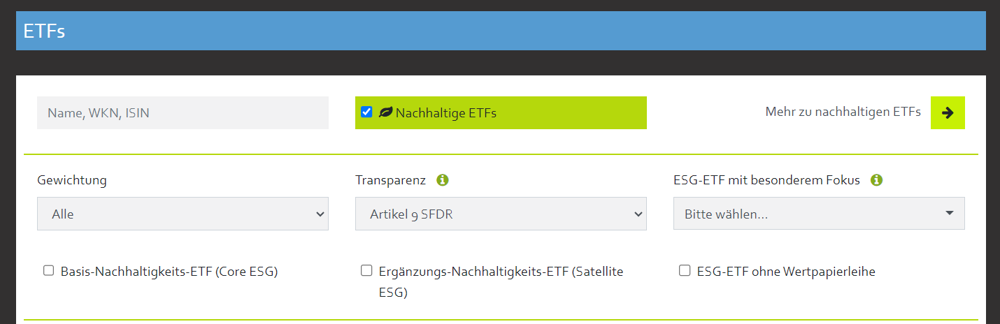 ETFs
Name, WKN, ISIN
Nachhaltige ETFs
Mehr zu nachhaltigen ETFs
Gewichtung
Transparenz
ESG-ETF mit besonderem Fokus
Alle
Artikel 9 SFDR
Bitte wählen...
Basis-Nachhaltigkeits-ETF (Core ESG)
Ergänzungs-Nachhaltigkeits-ETF (Satellite
ESG)
ESG-ETF ohne Wertpapierleihe